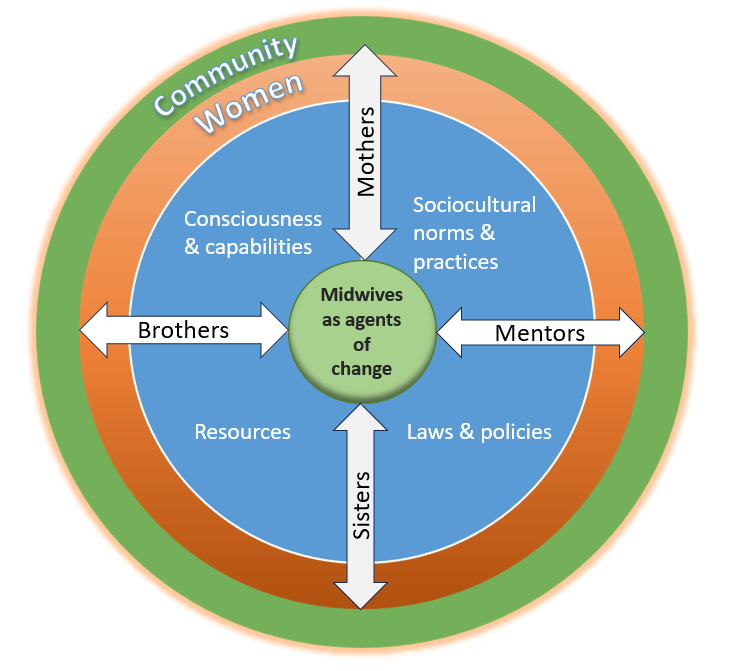 Community
Women
Mothers
Consciousness
& capabilities
Sociocultural
norms &
practices
Midwives
as agents
of
change
Brothers
Mentors
Resources
Laws & policies
Sisters